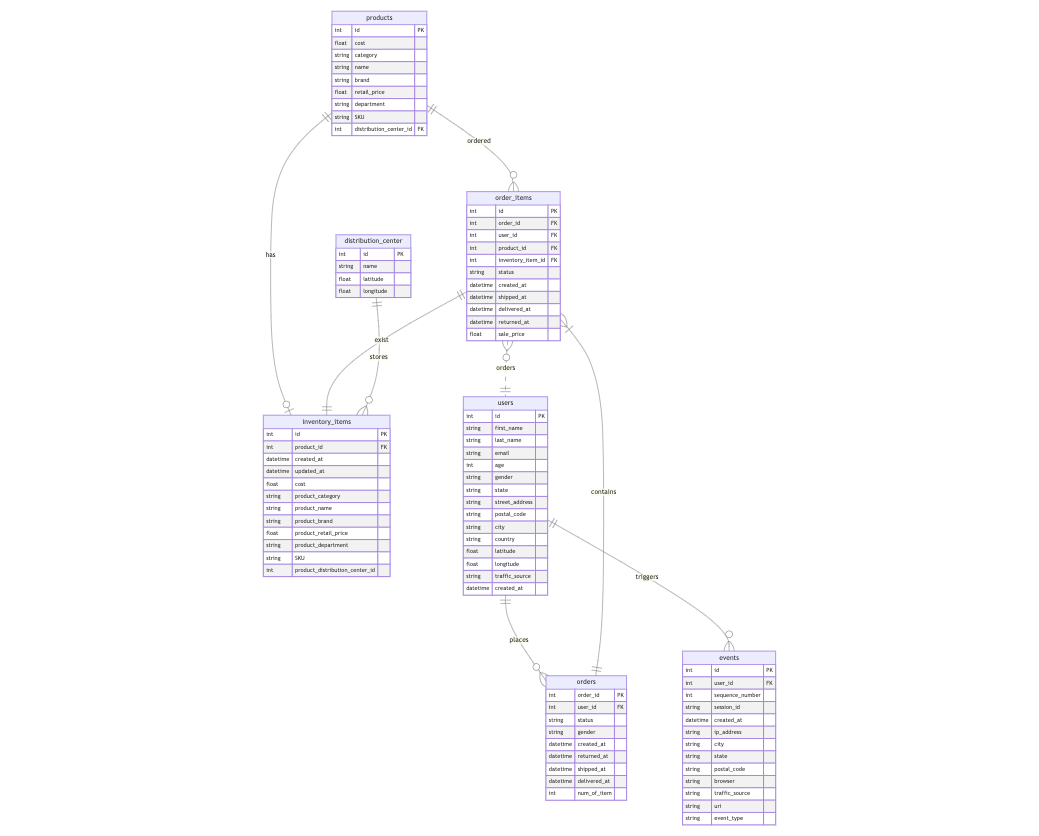 products
int id PK
float cost
string category
string name
string brand
float retail_price
string department
string SKU
int distribution_center_id FK
ordered
order_items
int id PK
int order_id FK
int user_id FK
int product_id FK
int inventory_item_id FK
string status
datetime created_at
datetime shipped_at
datetime delivered_at
datetime returned_at
float sale_price
has
distribution_center
int id PK
string name
float latitude
float longitude
exist
stores
orders
inventory_items
int id PK
int product_id FK
datetime created_at
datetime updated_at
float cost
string product_category
string product_name
string product_brand
float product_retail_price
string product_department
string SKU
int product_distribution_center_id
users
int id PK
string first_name
string last_name
string email
int age
string gender
string state
string street_address
string postal_code
string city
string country
float latitude
float longitude
string traffic_source
datetime created_at
contains
triggers
places
orders
int order_id PK
int user_id FK
string status
string gender
datetime created_at
datetime returned_at
datetime shipped_at
datetime delivered_at
int num_of_item
events
int id PK
int user_id FK
int sequence_number
string session_id
datetime created_at
string ip_address
string city
string state
string postal_code
string browser
string traffic_source
string uri
string event_type